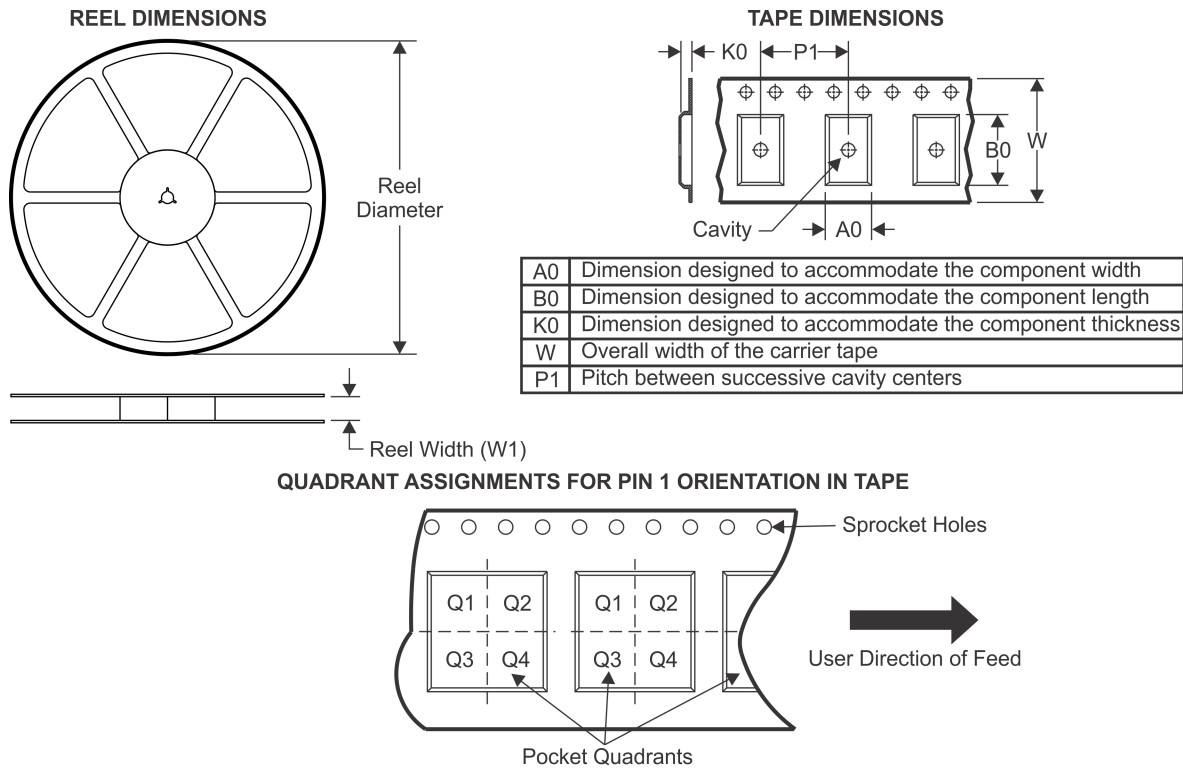 REEL DIMENSIONS
Reel
Diameter
Reel Width (W1)
TAPE DIMENSIONS
K0
P1
W
B0
Cavity
A0
A0 Dimension designed to accommodate the component width
B0 Dimension designed to accommodate the component length
K0 Dimension designed to accommodate the component thickness
W Overall width of the carrier tape
P1 Pitch between successive cavity centers
QUADRANT ASSIGNMENTS FOR PIN 1 ORIENTATION IN TAPE
Sprocket Holes
Q1 Q2 Q1 Q2
Q3 Q4 Q3 Q4
User Direction of Feed
Pocket Quadrants